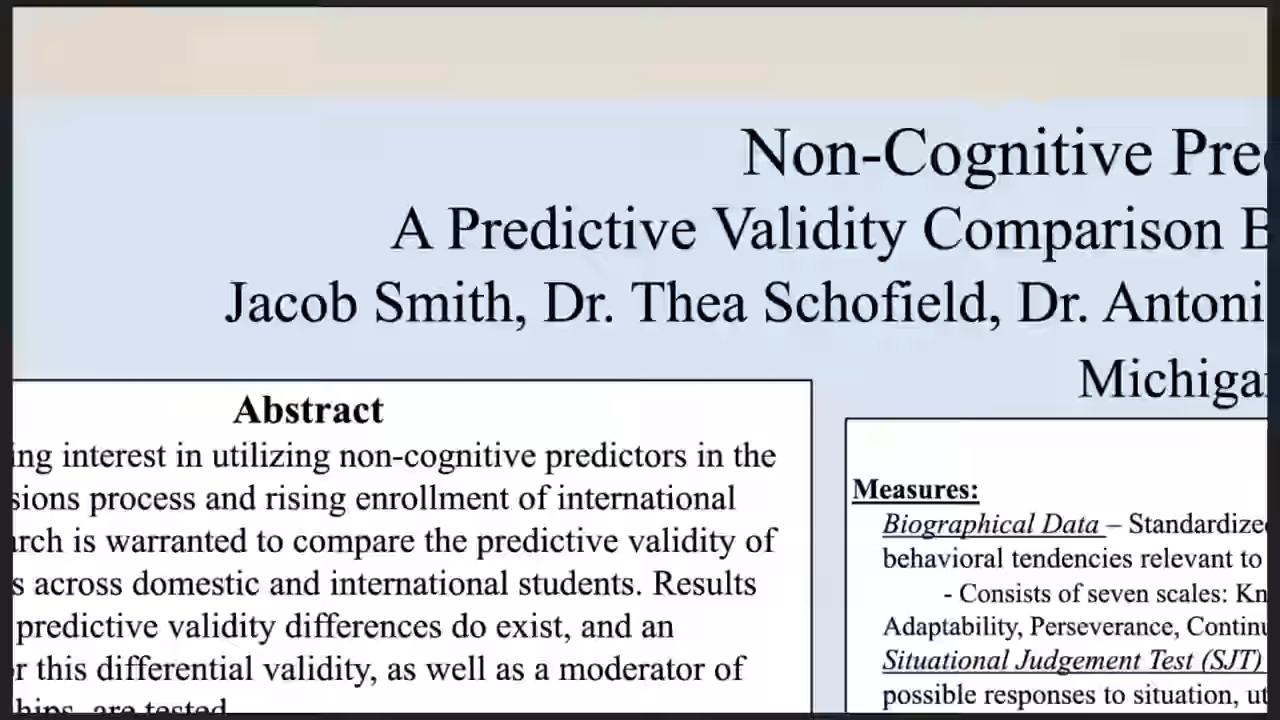 Non-Cognitive Pre
A Predictive Validity Comparison B
Jacob Smith, Dr. Thea Schofield, Dr. Antoni
Michiga
Abstract
ing interest in utilizing non-cognitive predictors in the
sions process and rising enrollment of international
rch is warranted to compare the predictive validity of
s across domestic and international students. Results
predictive validity differences do exist, and an
r this differential validity, as well as a moderator of
hips, are tested.
Measures:
Biographical Data – Standardize
behavioral tendencies relevant to
- Consists of seven scales: Kn
Adaptability, Perseverance, Continu
Situational Judgement Test (SJT)
possible responses to situation, ut